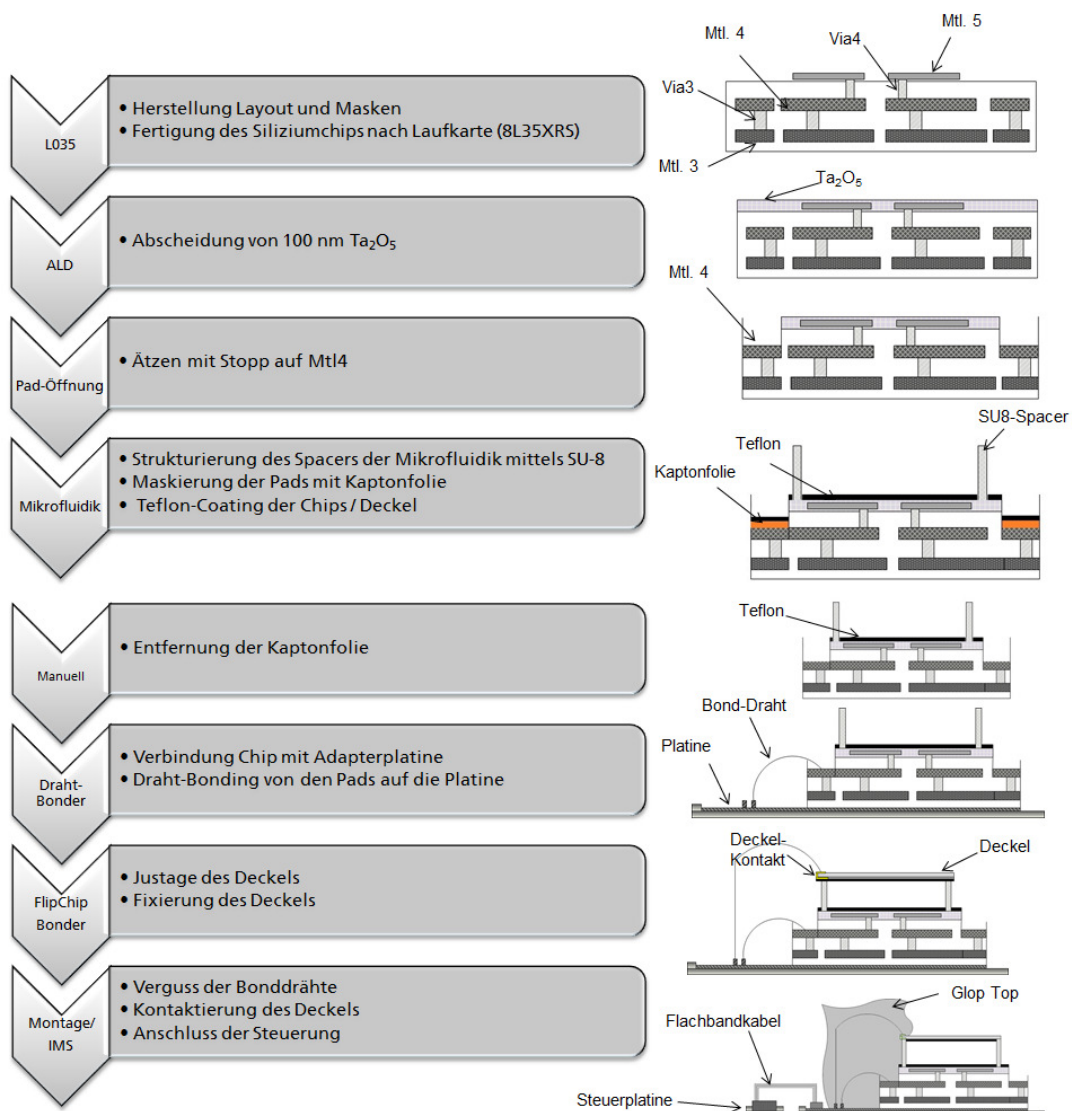 Mtl. 5
Mtl. 4
Via4
Via3
Mtl. 3
L035
• Herstellung Layout und Masken
• Fertigung des Siliziumchips nach Laufkarte (8L35XRS)
Ta₂O₅
ALD
• Abscheidung von 100 nm Ta₂O₅
Mtl. 4
Pad-Öffnung
• Ätzen mit Stopp auf Mtl4
SU8-Spacer
Teflon
Kaptonfolie
Mikrofluidik
• Strukturierung des Spacers der Mikrofluidik mittels SU-8
• Maskierung der Pads mit Kaptonfolie
• Teflon-Coating der Chips / Deckel
Teflon
Manuell
• Entfernung der Kaptonfolie
Bond-Draht
Platine
Draht-
Bonder
• Verbindung Chip mit Adapterplatine
• Draht-Bonding von den Pads auf die Platine
Deckel-
Kontakt
Deckel
FlipChip
Bonder
• Justage des Deckels
• Fixierung des Deckels
Glop Top
Flachbandkabel
Steuerplatine
Montage/
IMS
• Verguss der Bonddrähte
• Kontaktierung des Deckels
• Anschluss der Steuerung